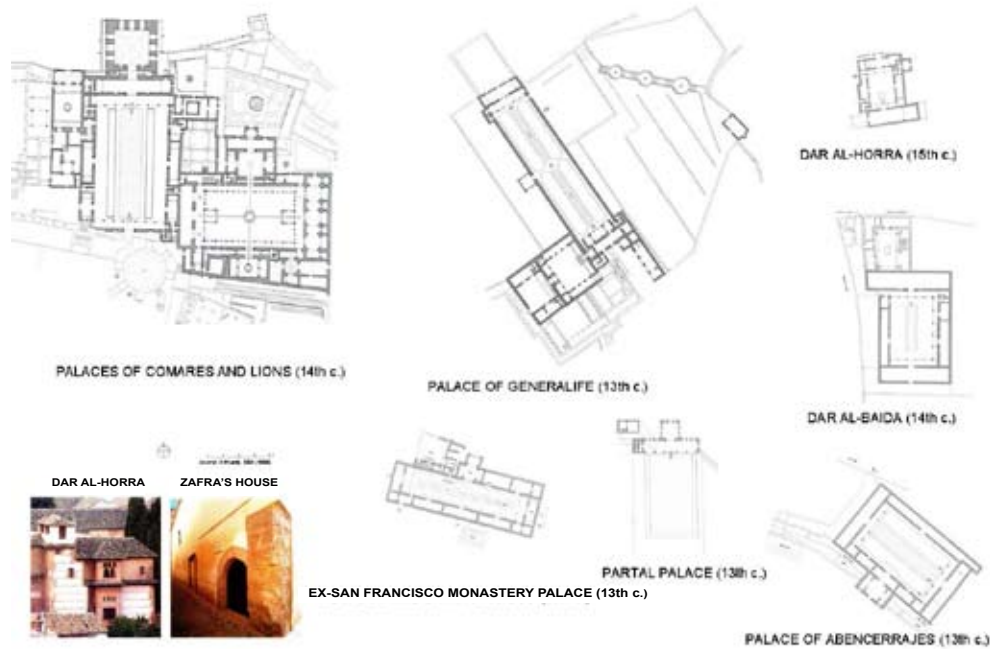 DAR AL-HORRA (15th c.)
PALACES OF COMARES AND LIONS (14th c.)
PALACE OF GENERALIFE (13th c.)
DAR AL-BAIDA (14th c.)
DAR AL-HORRA
ZAFRA'S HOUSE
PARTAL PALACE (13th c.)
EX-SAN FRANCISCO MONASTERY PALACE (13th c.)
PALACE OF ABENCERRAJES (13th c.)